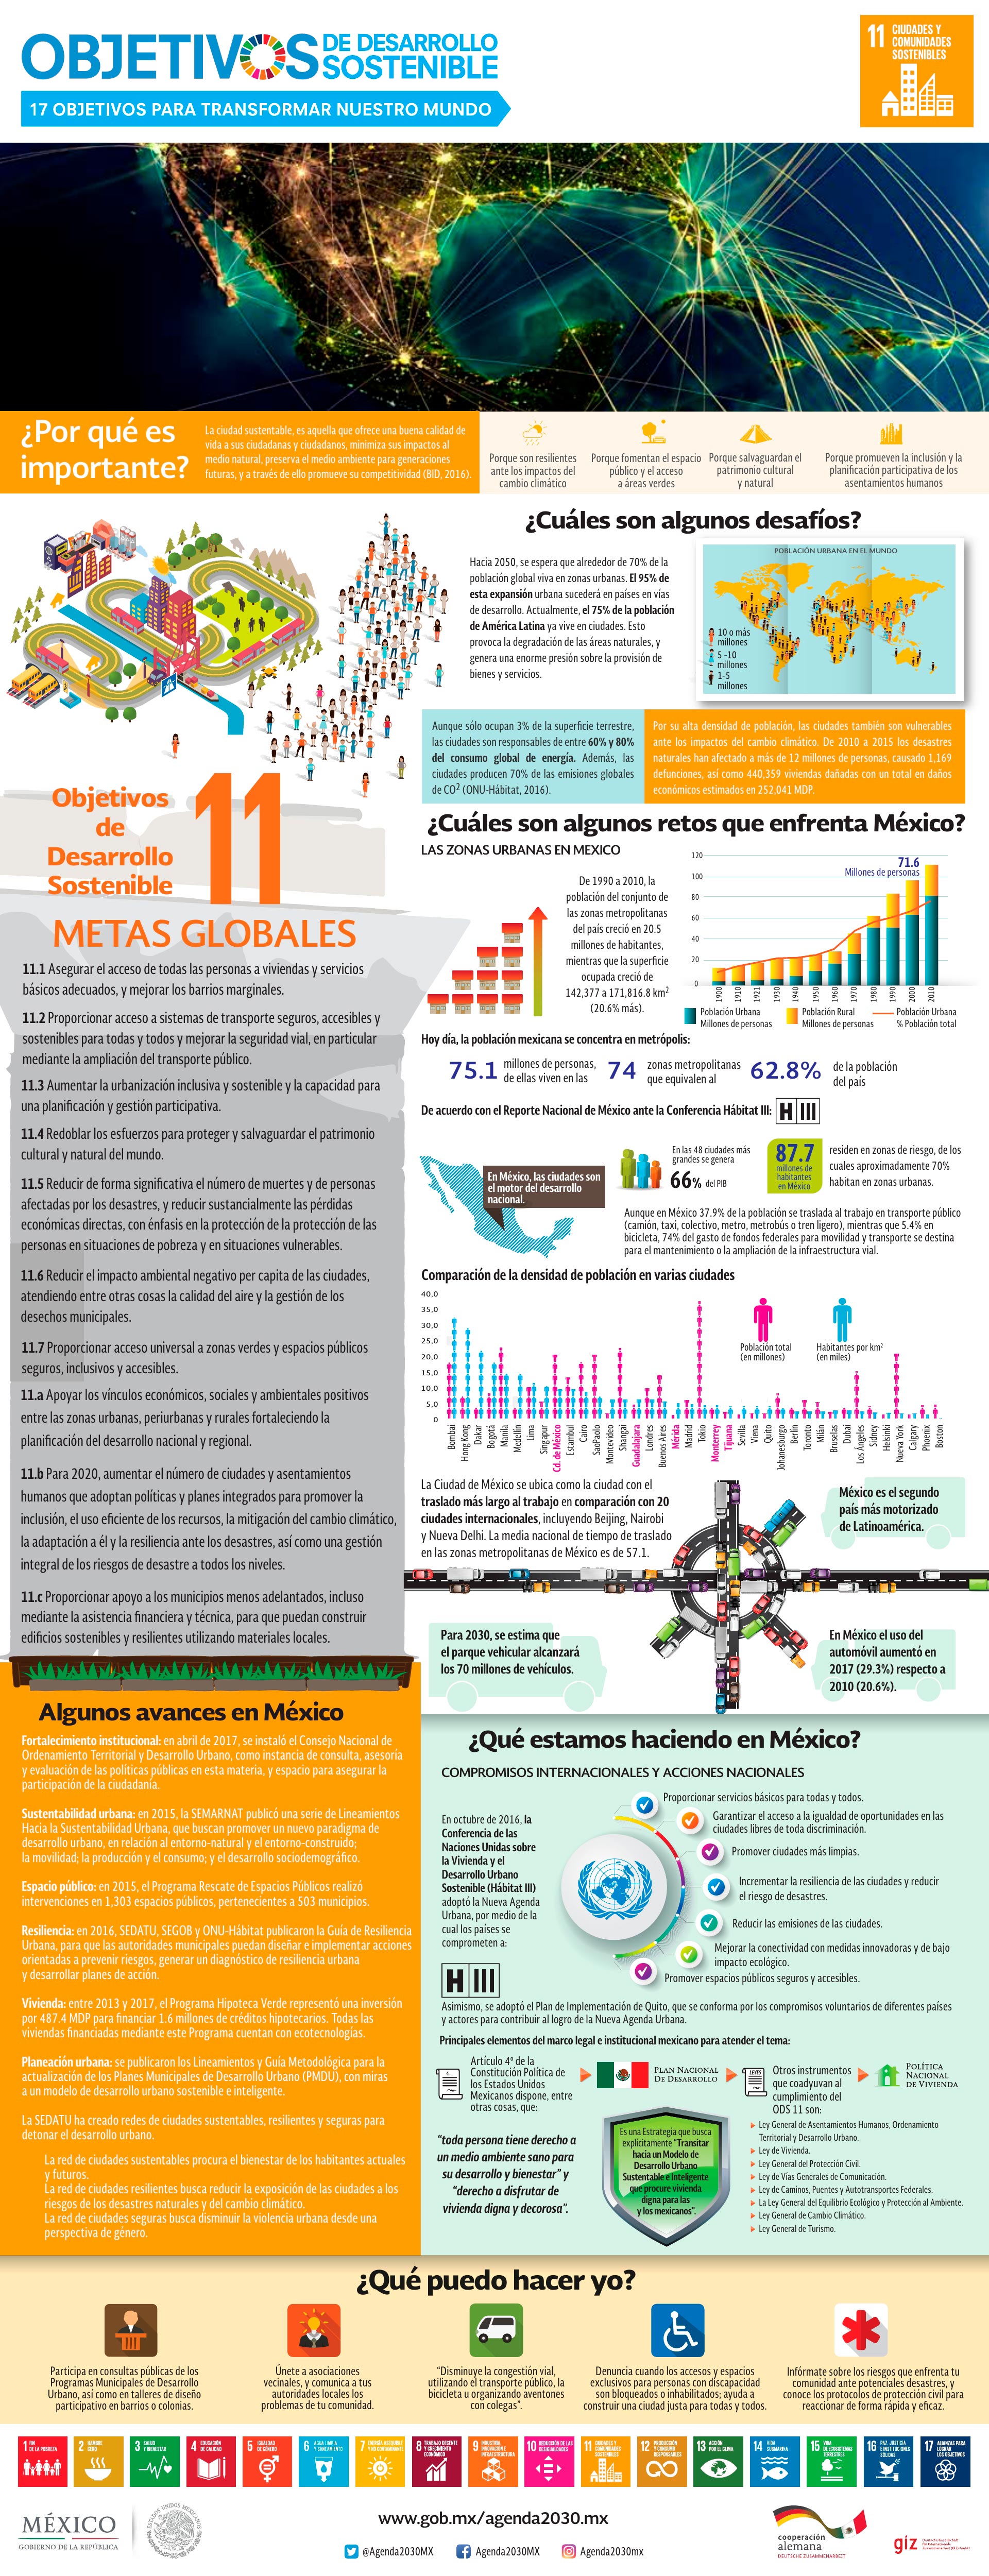 OBJETIVOS DE DESARROLLO
SOSTENIBLE
17 OBJETIVOS PARA TRANSFORMAR NUESTRO MUNDO
11 CIUDADES Y
COMUNIDADES
SOSTENIBLES
¿Por qué es
importante?
La ciudad sustentable, es aquella que ofrece una buena calidad de
vida a sus ciudadanas y ciudadanos, minimiza sus impactos al
medio natural, preserva el medio ambiente para generaciones
futuras, y a través de ello promueve su competitividad (BID, 2016).
Porque son resilientes
ante los impactos del
cambio climático
Porque fomentan el espacio
público y el acceso
a áreas verdes
Porque salvaguardan el
patrimonio cultural
y natural
Porque promueven la inclusión y la
planificación participativa de los
asentamientos humanos
¿Cuáles son algunos desafíos?
Hacia 2050, se espera que alrededor de 70% de la
población global viva en zonas urbanas. El 95% de
esta expansión urbana sucederá en países en vías
de desarrollo. Actualmente, el 75% de la población
de América Latina ya vive en ciudades. Esto
provoca la degradación de las áreas naturales, y
genera una enorme presión sobre la provisión de
bienes y servicios.
POBLACIÓN URBANA EN EL MUNDO
10 o más
millones
5 -10
millones
1-5
millones
Aunque sólo ocupan 3% de la superficie terrestre,
las ciudades son responsables de entre 60% y 80%
del consumo global de energía. Además, las
ciudades producen 70% de las emisiones globales
de CO2 (ONU-Hábitat, 2016).
Por su alta densidad de población, las ciudades también son vulnerables
ante los impactos del cambio climático. De 2010 a 2015 los desastres
naturales han afectado a más de 12 millones de personas, causado 1,169
defunciones, así como 440,359 viviendas dañadas con un total en daños
económicos estimados en 252,041 MDP.
Objetivos
de
Desarrollo
Sostenible
11
METAS GLOBALES
11.1 Asegurar el acceso de todas las personas a viviendas y servicios
básicos adecuados, y mejorar los barrios marginales.
11.2 Proporcionar acceso a sistemas de transporte seguros, accesibles y
sostenibles para todas y todos y mejorar la seguridad vial, en particular
mediante la ampliación del transporte público.
11.3 Aumentar la urbanización inclusiva y sostenible y la capacidad para
una planificación y gestión participativa.
11.4 Redoblar los esfuerzos para proteger y salvaguardar el patrimonio
cultural y natural del mundo.
11.5 Reducir de forma significativa el número de muertes y de personas
afectadas por los desastres, y reducir sustancialmente las pérdidas
económicas directas, con énfasis en la protección de la protección de las
personas en situaciones de pobreza y en situaciones vulnerables.
11.6 Reducir el impacto ambiental negativo per capita de las ciudades,
atendiendo entre otras cosas la calidad del aire y la gestión de los
desechos municipales.
11.7 Proporcionar acceso universal a zonas verdes y espacios públicos
seguros, inclusivos y accesibles.
11.a Apoyar los vínculos económicos, sociales y ambientales positivos
entre las zonas urbanas, periurbanas y rurales fortaleciendo la
planificación del desarrollo nacional y regional.
11.b Para 2020, aumentar el número de ciudades y asentamientos
humanos que adoptan políticas y planes integrados para promover la
inclusión, el uso eficiente de los recursos, la mitigación del cambio climático,
la adaptación a él y la resiliencia ante los desastres, así como una gestión
integral de los riesgos de desastre a todos los niveles.
11.c Proporcionar apoyo a los municipios menos adelantados, incluso
mediante la asistencia financiera y técnica, para que puedan construir
edificios sostenibles y resilientes utilizando materiales locales.
¿Cuáles son algunos retos que enfrenta México?
LAS ZONAS URBANAS EN MEXICO
De 1990 a 2010, la
población del conjunto de
las zonas metropolitanas
del país creció en 20.5
millones de habitantes,
mientras que la superficie
ocupada creció de
142,377 a 171,816.8 km2
(20.6% más).
120
100
80
60
40
20
0
71.6
Millones de personas
1900 1910 1921 1930 1940 1950 1960 1970 1980 1990 2000 2010
Población Urbana
Millones de personas
Población Rural
Millones de personas
Población Urbana
% Población total
Hoy día, la población mexicana se concentra en metrópolis:
75.1 millones de personas,
de ellas viven en las
74 zonas metropolitanas
que equivalen al
62.8% de la población
del país
De acuerdo con el Reporte Nacional de México ante la Conferencia Hábitat III: H III
En México, las ciudades son
el motor del desarrollo
nacional.
En las 48 ciudades más
grandes se genera
66% del PIB
87.7
millones de
habitantes
en México
residen en zonas de riesgo, de los
cuales aproximadamente 70%
habitan en zonas urbanas.
Aunque en México 37.9% de la población se traslada al trabajo en transporte público
(camión, taxi, colectivo, metro, metrobús o tren ligero), mientras que 5.4% en
bicicleta, 74% del gasto de fondos federales para movilidad y transporte se destina
para el mantenimiento o la ampliación de la infraestructura vial.
Comparación de la densidad de población en varias ciudades
40,0
35,0
30,0
25,0
20,0
15,0
10,0
5,0
0
Población total
(en millones)
Habitantes por km2
(en miles)
Bombai
Hong Kong
Dakar
Bogotá
Manila
Medellín
Lima
Singapur
Cd. de México
Estambul
Cairo
SaoPaolo
Montevideo
Shangai
Guadalajara
Londres
Buenos Aires
Mérida
Madrid
Tokio
Monterrey
Tijuana
Sevilla
Viena
Quito
Johanesburgo
Berlín
Toronto
Milán
Bruselas
Dubai
Los Ángeles
Sidney
Helsinki
Nueva York
Calgary
Phoenix
Boston
La Ciudad de México se ubica como la ciudad con el
traslado más largo al trabajo en comparación con 20
ciudades internacionales, incluyendo Beijing, Nairobi
y Nueva Delhi. La media nacional de tiempo de traslado
en las zonas metropolitanas de México es de 57.1.
México es el segundo
país más motorizado
de Latinoamérica.
Para 2030, se estima que
el parque vehicular alcanzará
los 70 millones de vehículos.
En México el uso del
automóvil aumentó en
2017 (29.3%) respecto a
2010 (20.6%).
Algunos avances en México
Fortalecimiento institucional: en abril de 2017, se instaló el Consejo Nacional de
Ordenamiento Territorial y Desarrollo Urbano, como instancia de consulta, asesoría
y evaluación de las políticas públicas en esta materia, y espacio para asegurar la
participación de la ciudadanía.
Sustentabilidad urbana: en 2015, la SEMARNAT publicó una serie de Lineamientos
Hacia la Sustentabilidad Urbana, que buscan promover un nuevo paradigma de
desarrollo urbano, en relación al entorno-natural y el entorno-construido;
la movilidad; la producción y el consumo; y el desarrollo sociodemográfico.
Espacio público: en 2015, el Programa Rescate de Espacios Públicos realizó
intervenciones en 1,303 espacios públicos, pertenecientes a 503 municipios.
Resiliencia: en 2016, SEDATU, SEGOB y ONU-Hábitat publicaron la Guía de Resiliencia
Urbana, para que las autoridades municipales puedan diseñar e implementar acciones
orientadas a prevenir riesgos, generar un diagnóstico de resiliencia urbana
y desarrollar planes de acción.
Vivienda: entre 2013 y 2017, el Programa Hipoteca Verde representó una inversión
por 487.4 MDP para financiar 1.6 millones de créditos hipotecarios. Todas las
viviendas financiadas mediante este Programa cuentan con ecotecnologías.
Planeación urbana: se publicaron los Lineamientos y Guía Metodológica para la
actualización de los Planes Municipales de Desarrollo Urbano (PMDU), con miras
a un modelo de desarrollo urbano sostenible e inteligente.
La SEDATU ha creado redes de ciudades sustentables, resilientes y seguras para
detonar el desarrollo urbano.
La red de ciudades sustentables procura el bienestar de los habitantes actuales
y futuros.
La red de ciudades resilientes busca reducir la exposición de las ciudades a los
riesgos de los desastres naturales y del cambio climático.
La red de ciudades seguras busca disminuir la violencia urbana desde una
perspectiva de género.
¿Qué estamos haciendo en México?
COMPROMISOS INTERNACIONALES Y ACCIONES NACIONALES
En octubre de 2016, la
Conferencia de las
Naciones Unidas sobre
la Vivienda y el
Desarrollo Urbano
Sostenible (Hábitat III)
adoptó la Nueva Agenda
Urbana, por medio de la
cual los países se
comprometen a:
H III
Proporcionar servicios básicos para todas y todos.
Garantizar el acceso a la igualdad de oportunidades en las
ciudades libres de toda discriminación.
Promover ciudades más limpias.
Incrementar la resiliencia de las ciudades y reducir
el riesgo de desastres.
Reducir las emisiones de las ciudades.
Mejorar la conectividad con medidas innovadoras y de bajo
impacto ecológico.
Promover espacios públicos seguros y accesibles.
Asimismo, se adoptó el Plan de Implementación de Quito, que se conforma por los compromisos voluntarios de diferentes países
y actores para contribuir al logro de la Nueva Agenda Urbana.
Principales elementos del marco legal e institucional mexicano para atender el tema:
Artículo 4º de la
Constitución Política de
los Estados Unidos
Mexicanos dispone, entre
otras cosas, que:
"toda persona tiene derecho a
un medio ambiente sano para
su desarrollo y bienestar" y
"derecho a disfrutar de
vivienda digna y decorosa".
PLAN NACIONAL
DE DESARROLLO
Es una Estrategia que busca
explícitamente "Transitar
hacia un Modelo de
Desarrollo Urbano
Sustentable e Inteligente
que procure vivienda
digna para las
y los mexicanos".
Otros instrumentos
que coadyuvan al
cumplimiento del
ODS 11 son:
POLÍTICA
NACIONAL
DE VIVIENDA
Ley General de Asentamientos Humanos, Ordenamiento
Territorial y Desarrollo Urbano.
Ley de Vivienda.
Ley General del Protección Civil.
Ley de Vías Generales de Comunicación.
Ley de Caminos, Puentes y Autotransportes Federales.
La Ley General del Equilibrio Ecológico y Protección al Ambiente.
Ley General de Cambio Climático.
Ley General de Turismo.
¿Qué puedo hacer yo?
Participa en consultas públicas de los
Programas Municipales de Desarrollo
Urbano, así como en talleres de diseño
participativo en barrios o colonias.
Únete a asociaciones
vecinales, y comunica a tus
autoridades locales los
problemas de tu comunidad.
"Disminuye la congestión vial,
utilizando el transporte público, la
bicicleta u organizando aventones
con colegas".
Denuncia cuando los accesos y espacios
exclusivos para personas con discapacidad
son bloqueados o inhabilitados; ayuda a
construir una ciudad justa para todas y todos.
Infórmate sobre los riesgos que enfrenta tu
comunidad ante potenciales desastres, y
conoce los protocolos de protección civil para
reaccionar de forma rápida y eficaz.
1 FIN
DE LA POBREZA
2 HAMBRE
CERO
3 SALUD
Y BIENESTAR
4 EDUCACIÓN
DE CALIDAD
5 IGUALDAD
DE GÉNERO
6 AGUA LIMPIA
Y SANEAMIENTO
7 ENERGÍA ASEQUIBLE
Y NO CONTAMINANTE
8 TRABAJO DECENTE
Y CRECIMIENTO
ECONÓMICO
9 INDUSTRIA,
INNOVACIÓN E
INFRAESTRUCTURA
10 REDUCCIÓN DE LAS
DESIGUALDADES
11 CIUDADES Y
COMUNIDADES
SOSTENIBLES
12 PRODUCCIÓN
Y CONSUMO
RESPONSABLES
13 ACCIÓN
POR EL CLIMA
14 VIDA
SUBMARINA
15 VIDA
DE ECOSISTEMAS
TERRESTRES
16 PAZ, JUSTICIA
E INSTITUCIONES
SÓLIDAS
17 ALIANZAS PARA
LOGRAR
LOS OBJETIVOS
MÉXICO
GOBIERNO DE LA REPÚBLICA
ESTADOS UNIDOS MEXICANOS
www.gob.mx/agenda2030.mx
@Agenda2030MX
Agenda2030MX
Agenda2030mx
cooperación
alemana
DEUTSCHE ZUSAMMENARBEIT
giz